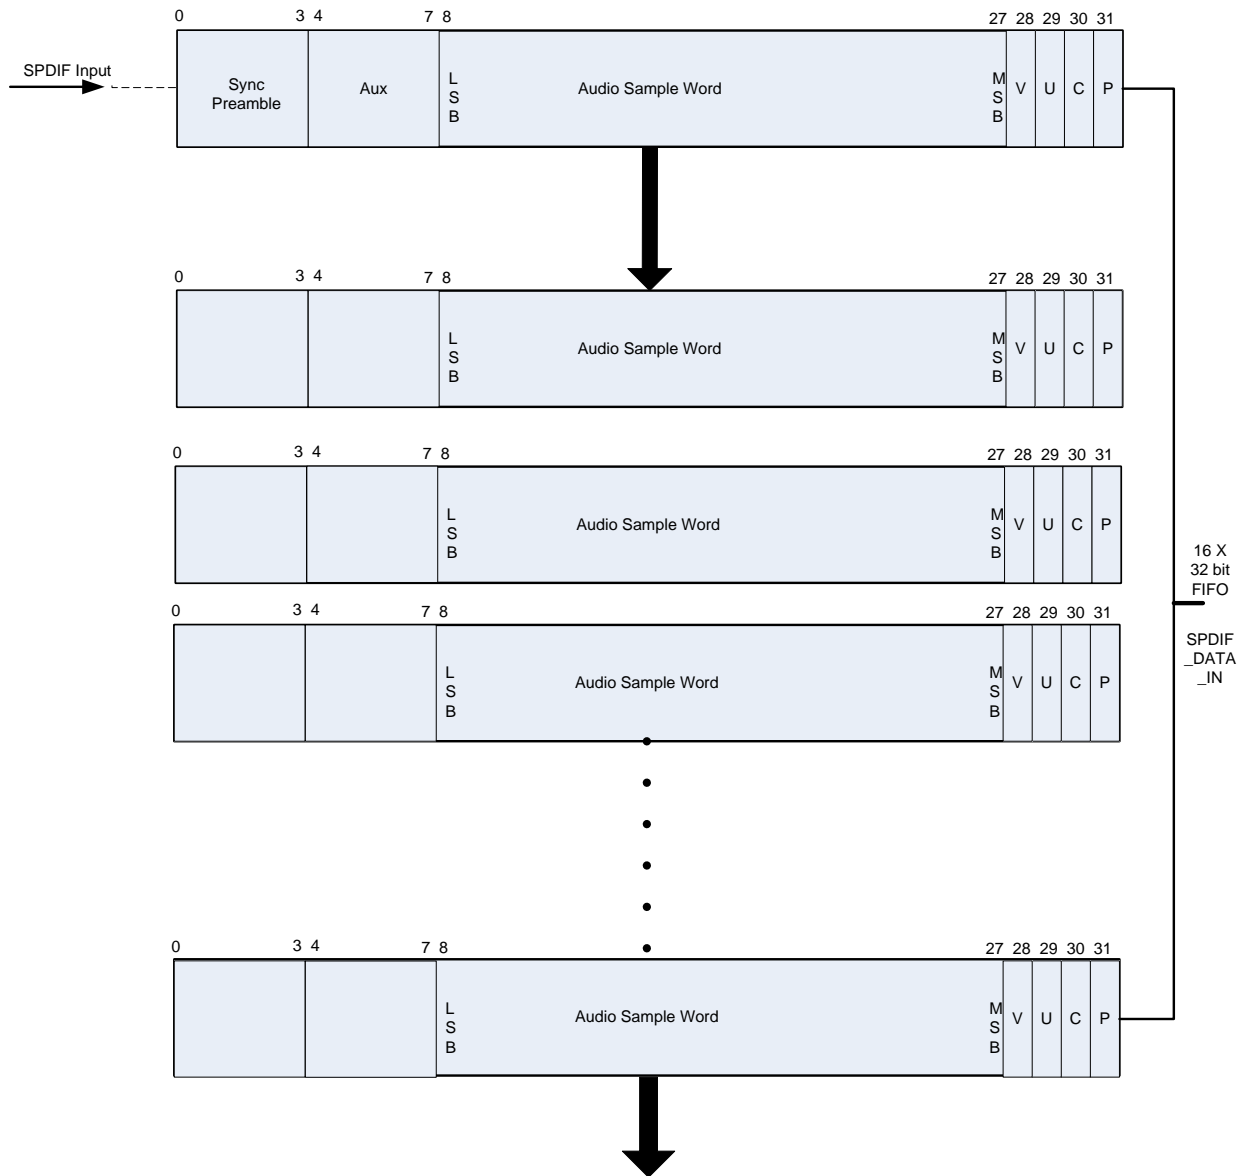 0 3 4 7 8 27 28 29 30 31
SPDIF Input
Sync
Preamble
Aux
L
S
B
Audio Sample Word
M
S
B
V U C P
0 3 4 7 8 27 28 29 30 31
L
S
B
Audio Sample Word
M
S
B
V U C P
0 3 4 7 8 27 28 29 30 31
L
S
B
Audio Sample Word
M
S
B
V U C P
16 X
32 bit
FIFO
SPDIF
_DATA
_IN
0 3 4 7 8 27 28 29 30 31
L
S
B
Audio Sample Word
M
S
B
V U C P
0 3 4 7 8 27 28 29 30 31
L
S
B
Audio Sample Word
M
S
B
V U C P